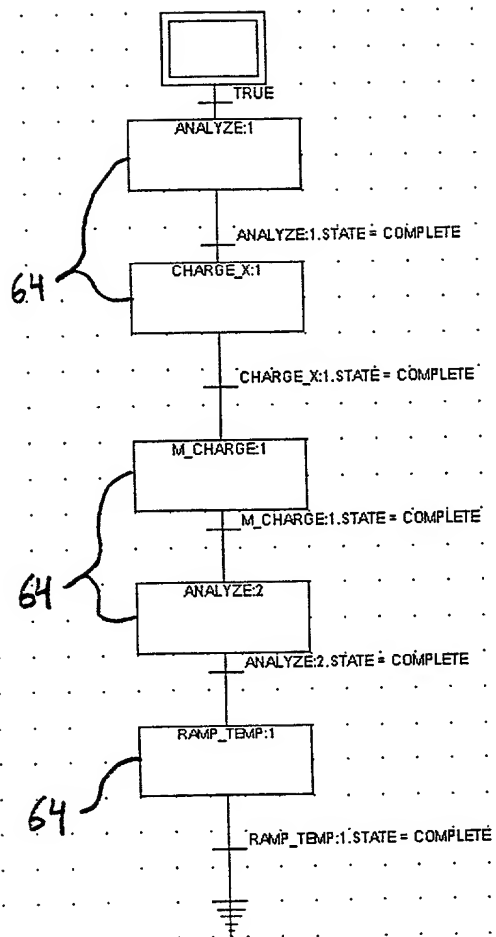 TRUE
ANALYZE:1
ANALYZE:1.STATE = COMPLETE
64
CHARGE_X:1
CHARGE_X:1.STATE = COMPLETE
M_CHARGE:1
M_CHARGE:1.STATE = COMPLETE
64
ANALYZE:2
ANALYZE:2.STATE = COMPLETE
RAMP_TEMP:1
64
RAMP_TEMP:1.STATE = COMPLETE